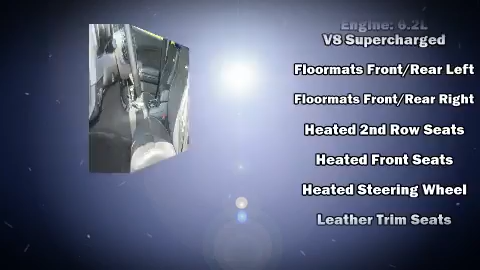 Engine: 6.2L
V8 Supercharged
Floormats Front/Rear Left
Floormats Front/Rear Right
Heated 2nd Row Seats
Heated Front Seats
Heated Steering Wheel
Leather Trim Seats